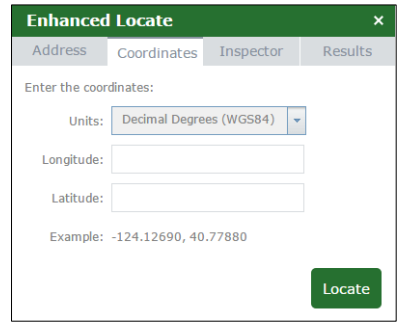 Enhanced Locate ×
Address Coordinates Inspector Results
Enter the coordinates:
Units: Decimal Degrees (WGS84)
Longitude:
Latitude:
Example: -124.12690, 40.77880
Locate